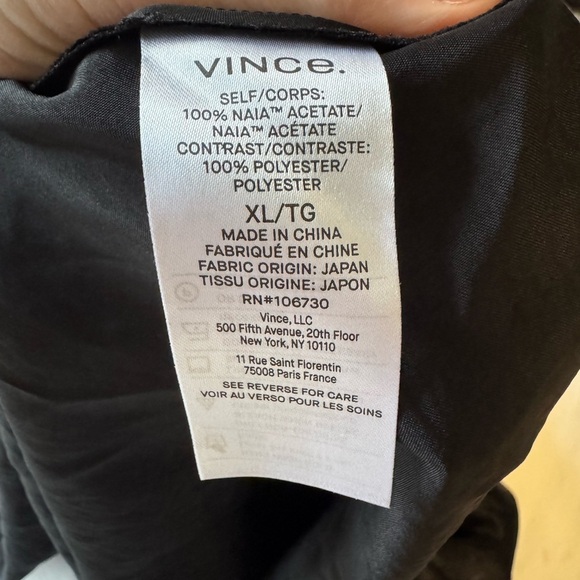 VINCe.
SELF/CORPS:
100% NAIA™ ACETATE/
NAIA™ ACÉTATE
CONTRAST/CONTRASTE:
100% POLYESTER/
POLYESTER
XL/TG
MADE IN CHINA
FABRIQUÉ EN CHINE
FABRIC ORIGIN: JAPAN
TISSU ORIGINE: JAPON
RN#106730
Vince, LLC
500 Fifth Avenue, 20th Floor
New York, NY 10110
11 Rue Saint Florentin
75008 Paris France
SEE REVERSE FOR CARE
VOIR AU VERSO POUR LES SOINS